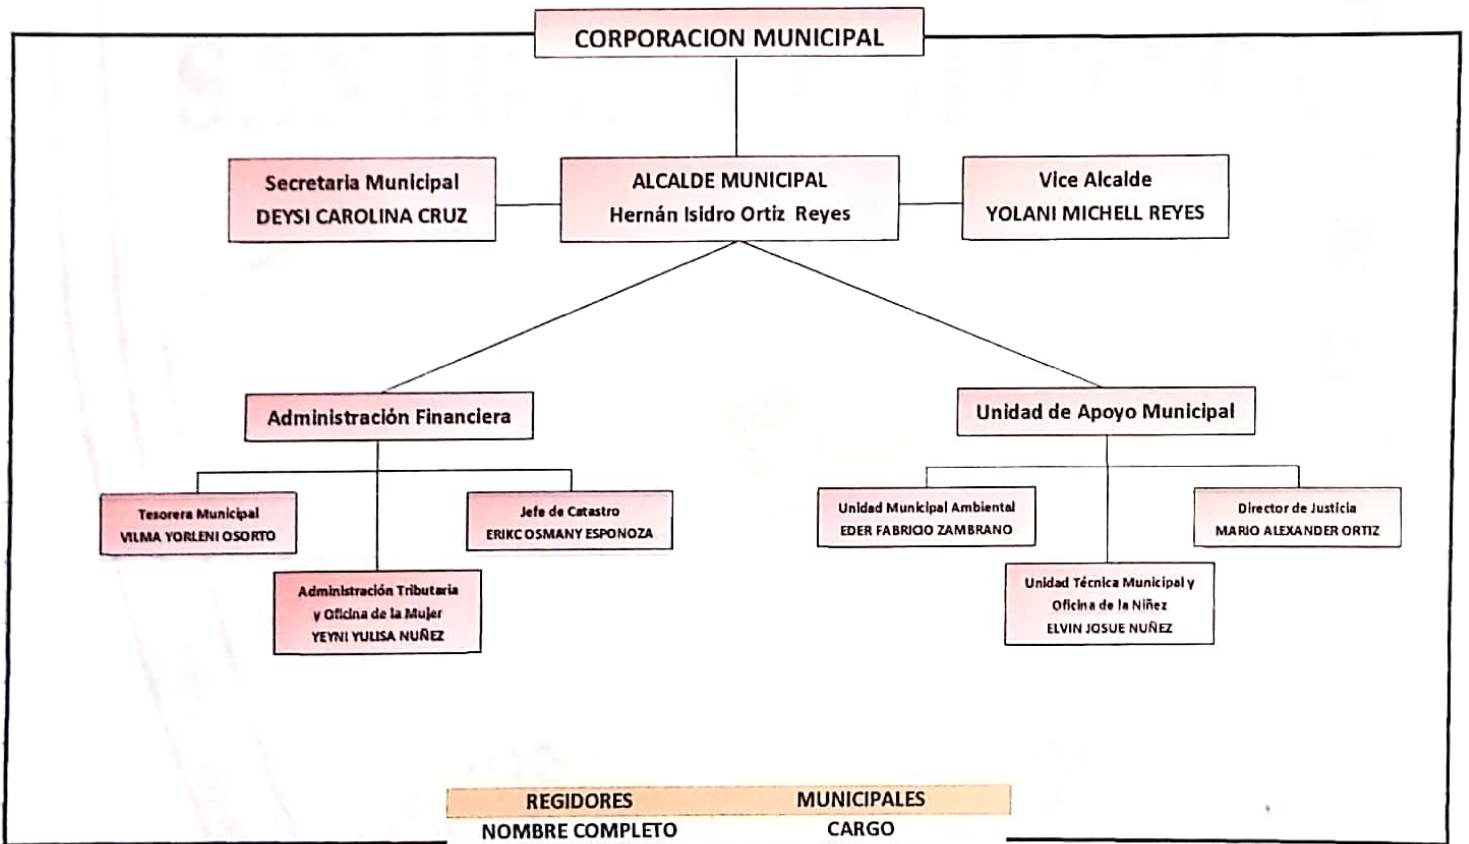 CORPORACION MUNICIPAL
Secretaria Municipal
DEYSI CAROLINA CRUZ
ALCALDE MUNICIPAL
Hernán Isidro Ortiz Reyes
Vice Alcalde
YOLANI MICHELL REYES
Administración Financiera
Unidad de Apoyo Municipal
Tesorera Municipal
VILMA YORLENI OSORTO
Jefe de Catastro
ERIKC OSMANY ESPONOZA
Administración Tributaria
y Oficina de la Mujer
YEYNI YULISA NUÑEZ
Unidad Municipal Ambiental
EDER FABRICIO ZAMBRANO
Director de Justicia
MARIO ALEXANDER ORTIZ
Unidad Técnica Municipal y
Oficina de la Niñez
ELVIN JOSUE NUÑEZ
REGIDORES MUNICIPALES
NOMBRE COMPLETO CARGO